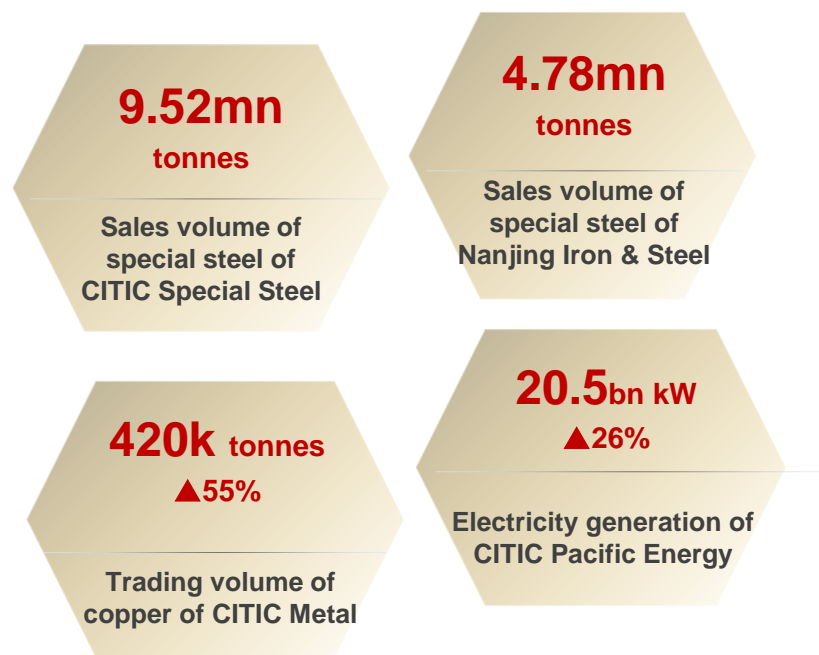 9.52mn
tonnes
Sales volume of
special steel of
CITIC Special Steel
4.78mn
tonnes
Sales volume of
special steel of
Nanjing Iron & Steel
420k tonnes
▲55%
Trading volume of
copper of CITIC Metal
20.5bn kW
▲26%
Electricity generation of
CITIC Pacific Energy